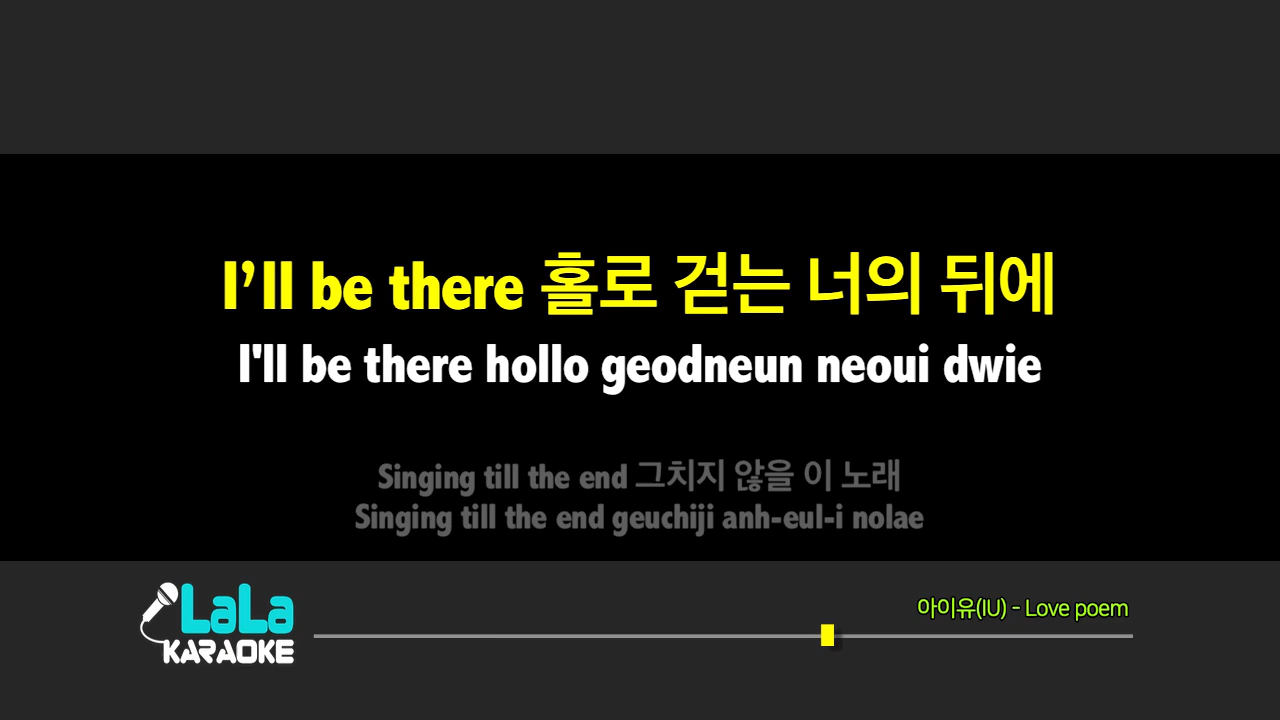 I’ll be there 홀로 걷는 너의 뒤에
I'll be there hollo geodneun neoui dwie
Singing till the end 그치지 않을 이 노래
Singing till the end geuchiji anh-eul-i nolae
아이유(IU) - Love poem
LaLa
KARAOKE